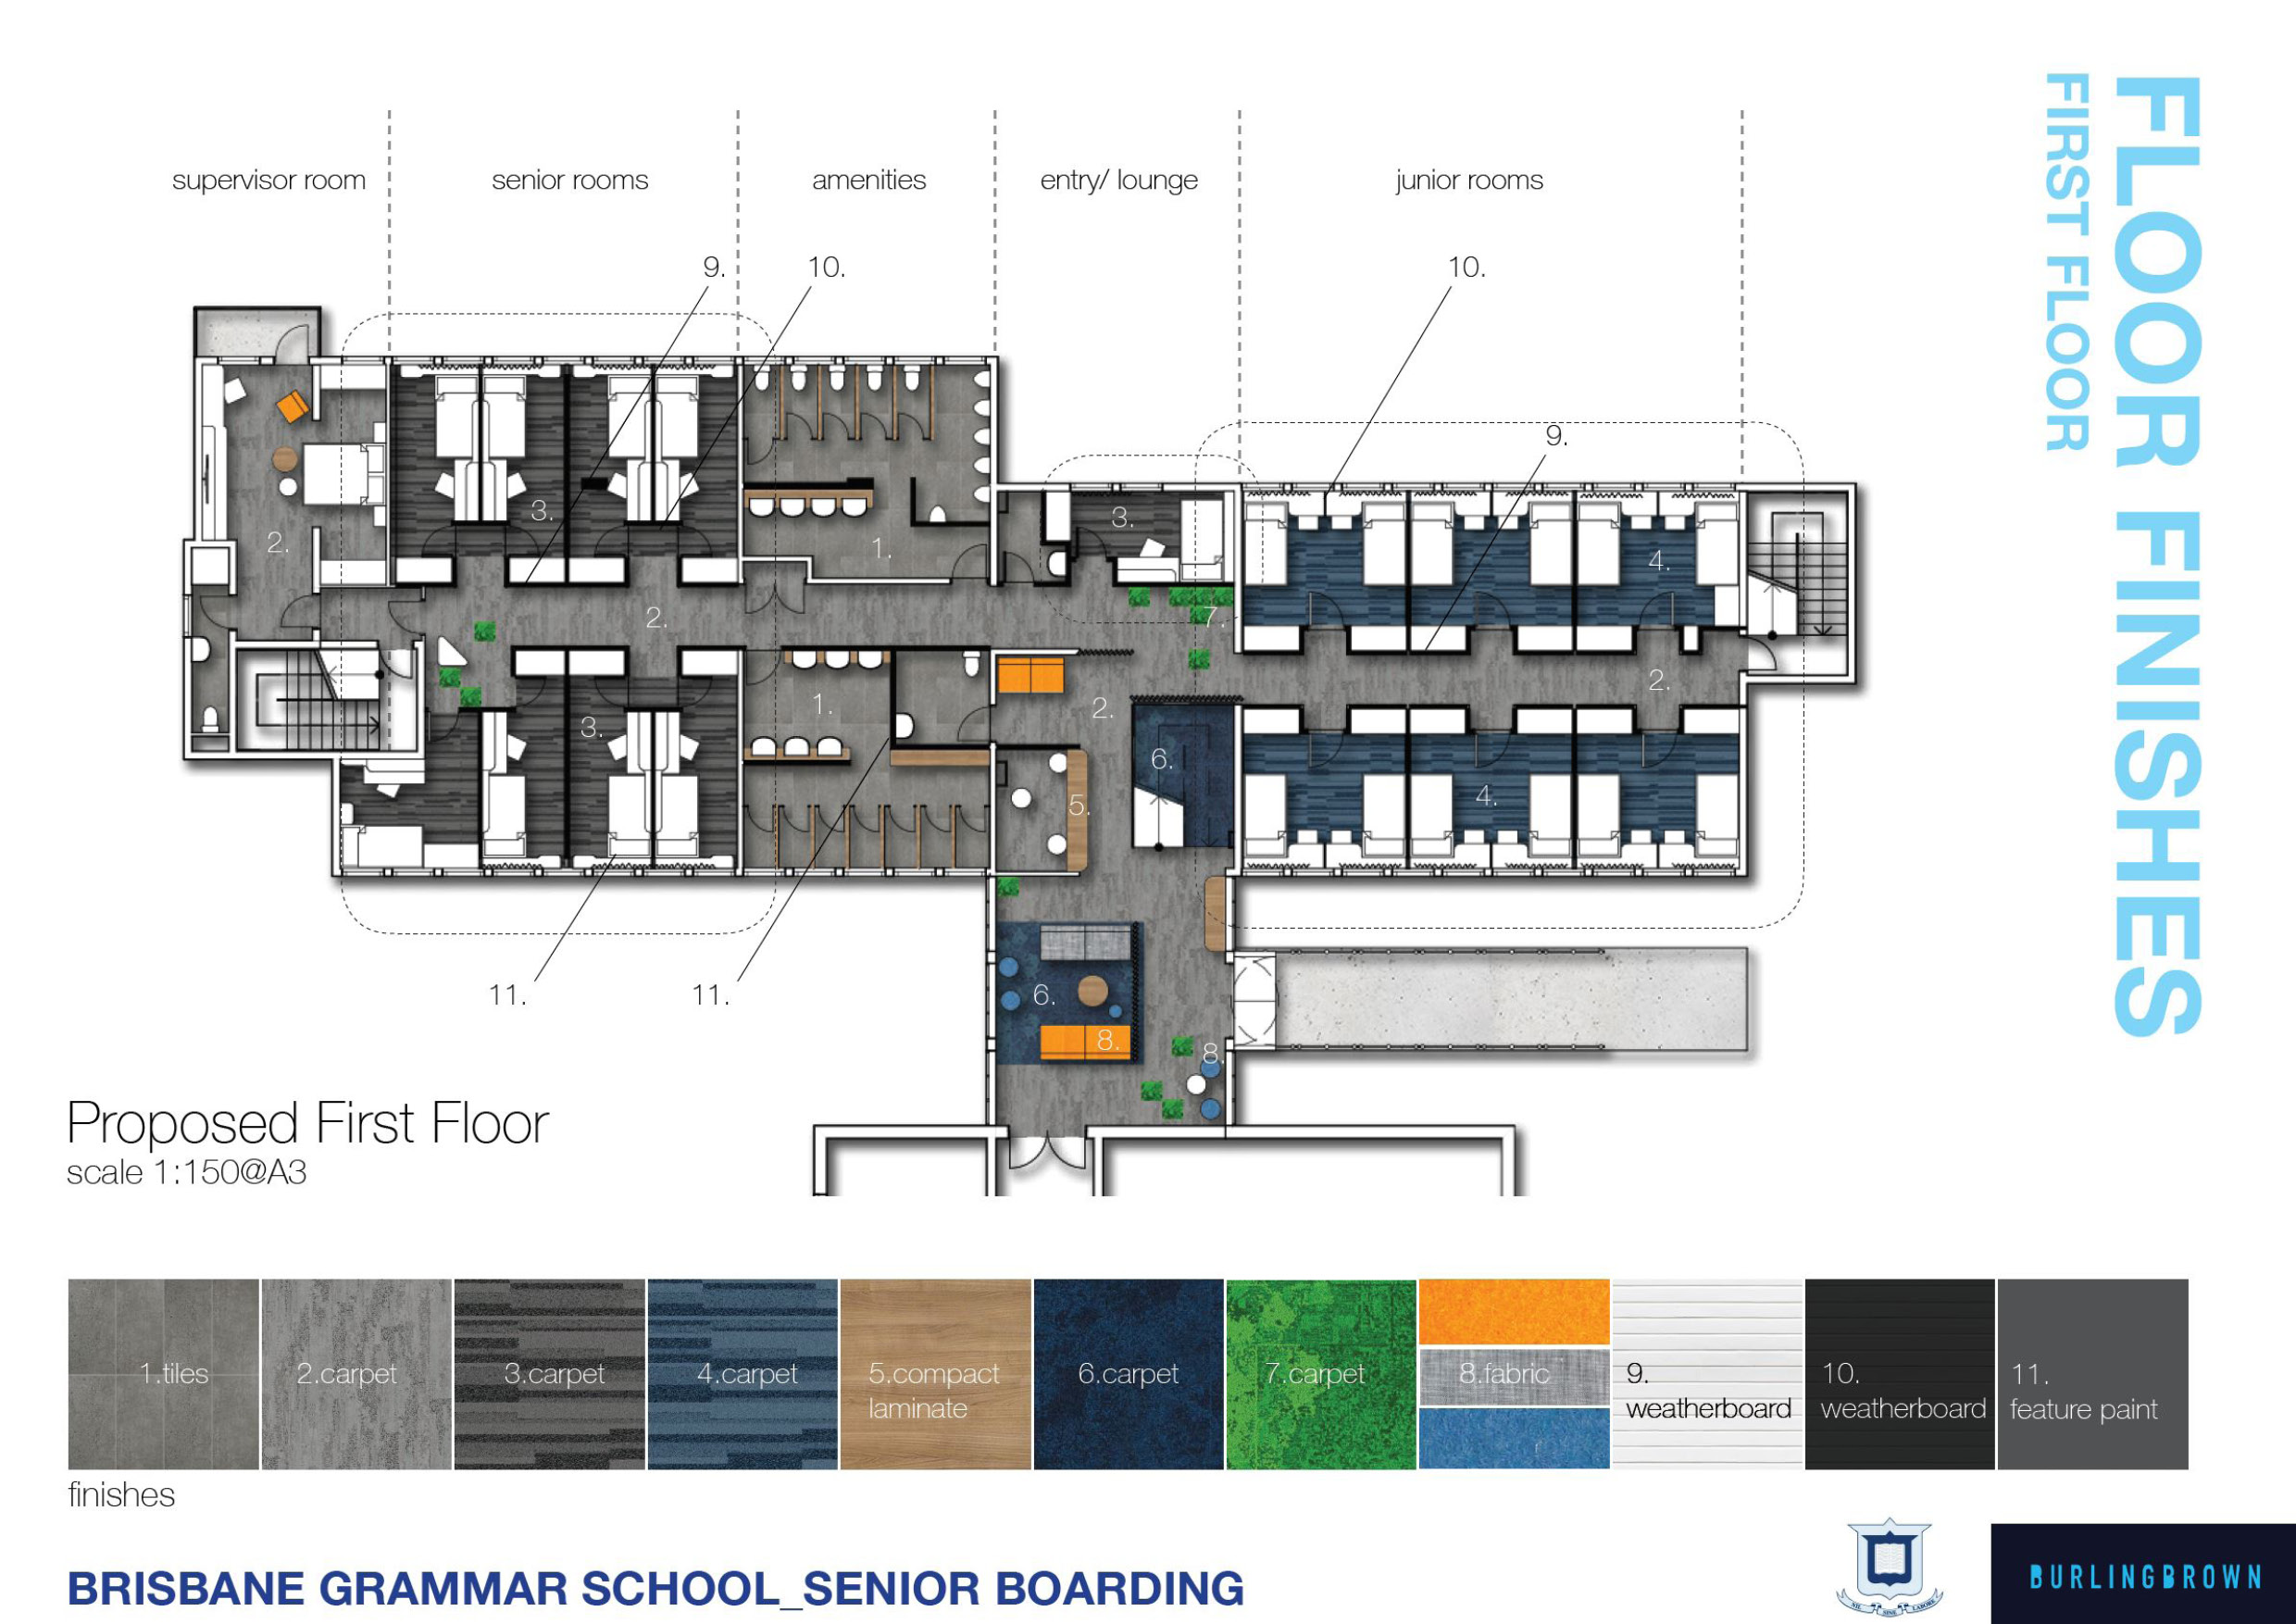 FLOOR FINISHES
FIRST FLOOR
supervisor room
senior rooms
amenities
entry/ lounge
junior rooms
9.
10.
10.
9.
3.
3.
1.
2.
4.
2.
7.
2.
3.
1.
2.
6.
5.
4.
11.
11.
6.
8.
8.
Proposed First Floor
scale 1:150@A3
1.tiles
2.carpet
3.carpet
4.carpet
5.compact
laminate
6.carpet
7.carpet
8.fabric
9.
weatherboard
10.
weatherboard
11.
feature paint
finishes
BRISBANE GRAMMAR SCHOOL_SENIOR BOARDING
NIL SINE LABORE
BURLINGBROWN